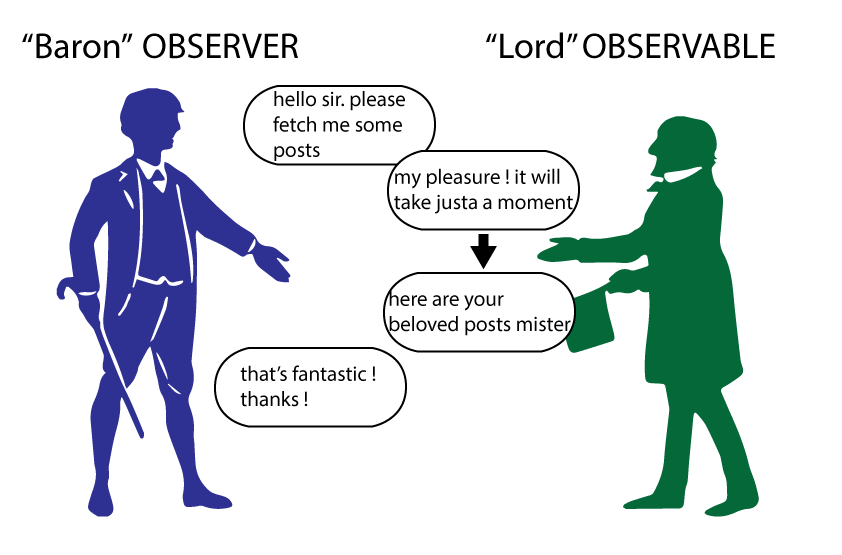 “Baron” OBSERVER
“Lord” OBSERVABLE
hello sir. please
fetch me some
posts
my pleasure ! it will
take justa a moment
here are your
beloved posts mister
that’s fantastic !
thanks !